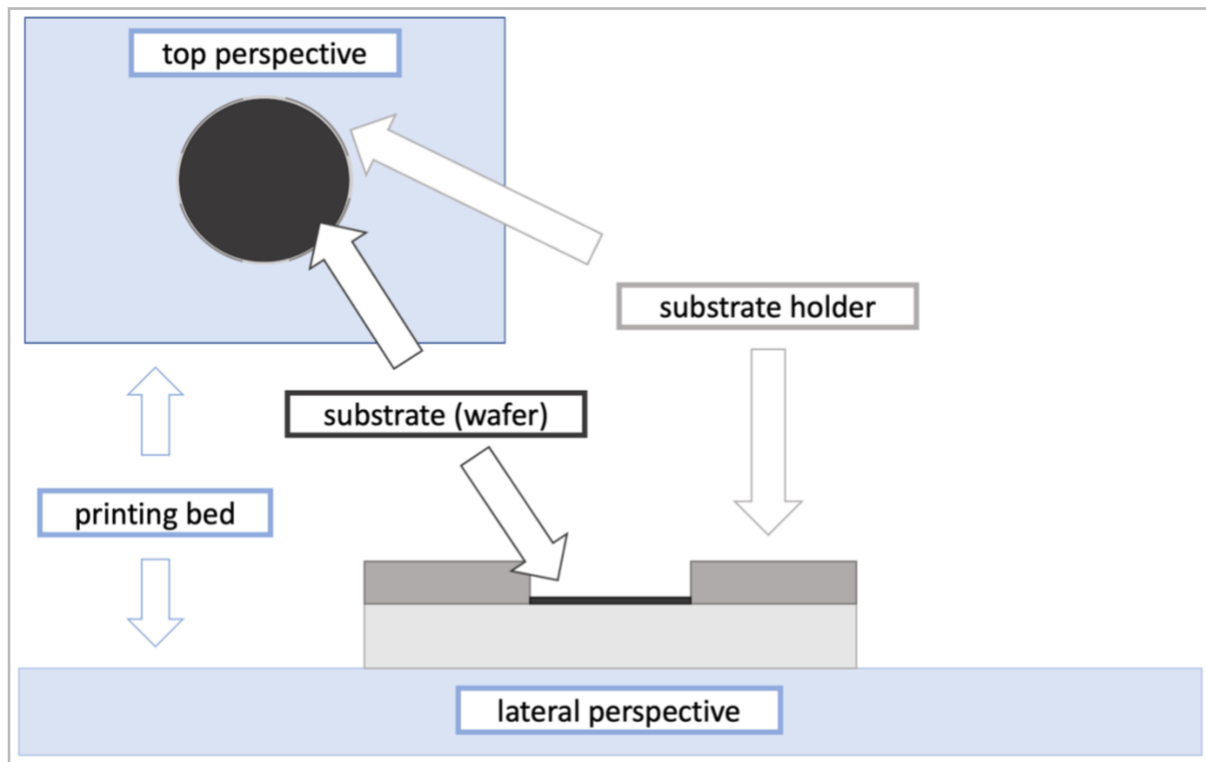 top perspective
substrate holder
substrate (wafer)
printing bed
lateral perspective